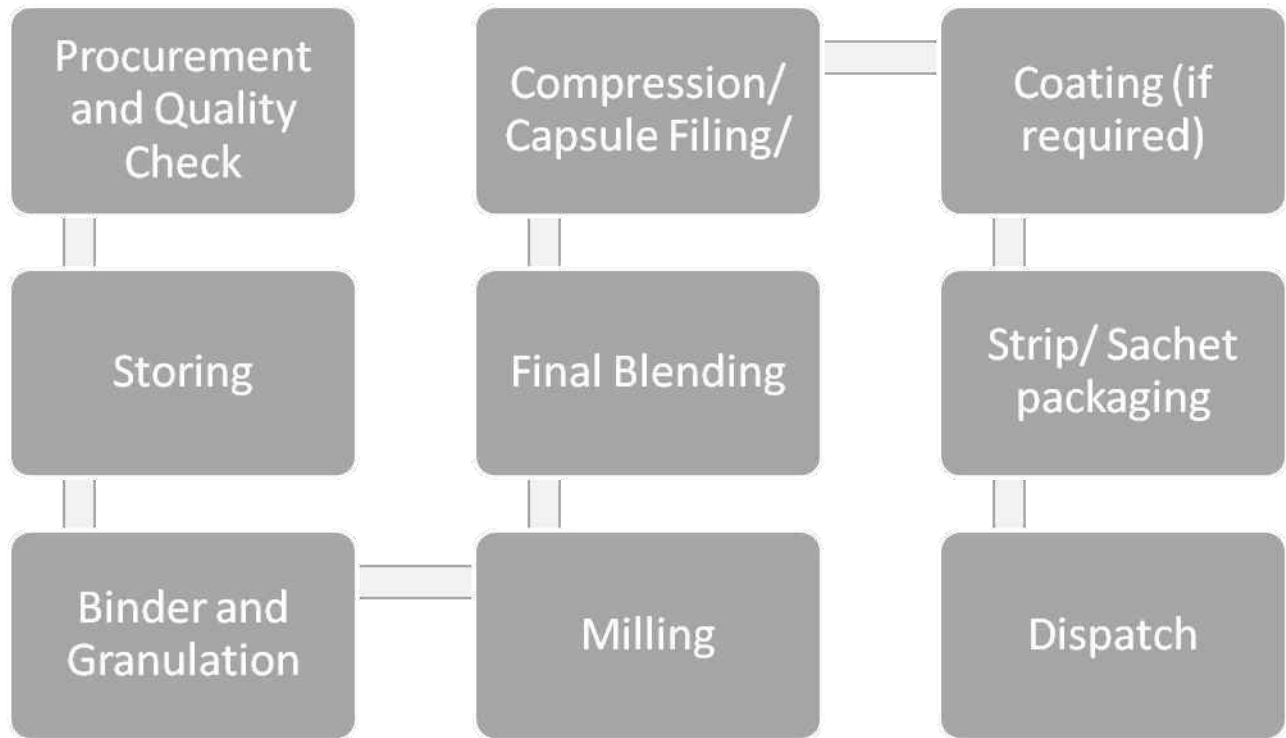 Procurement
and Quality
Check
Storing
Binder and
Granulation
Milling
Final Blending
Compression/
Capsule Filing/
Coating (if
required)
Strip/ Sachet
packaging
Dispatch